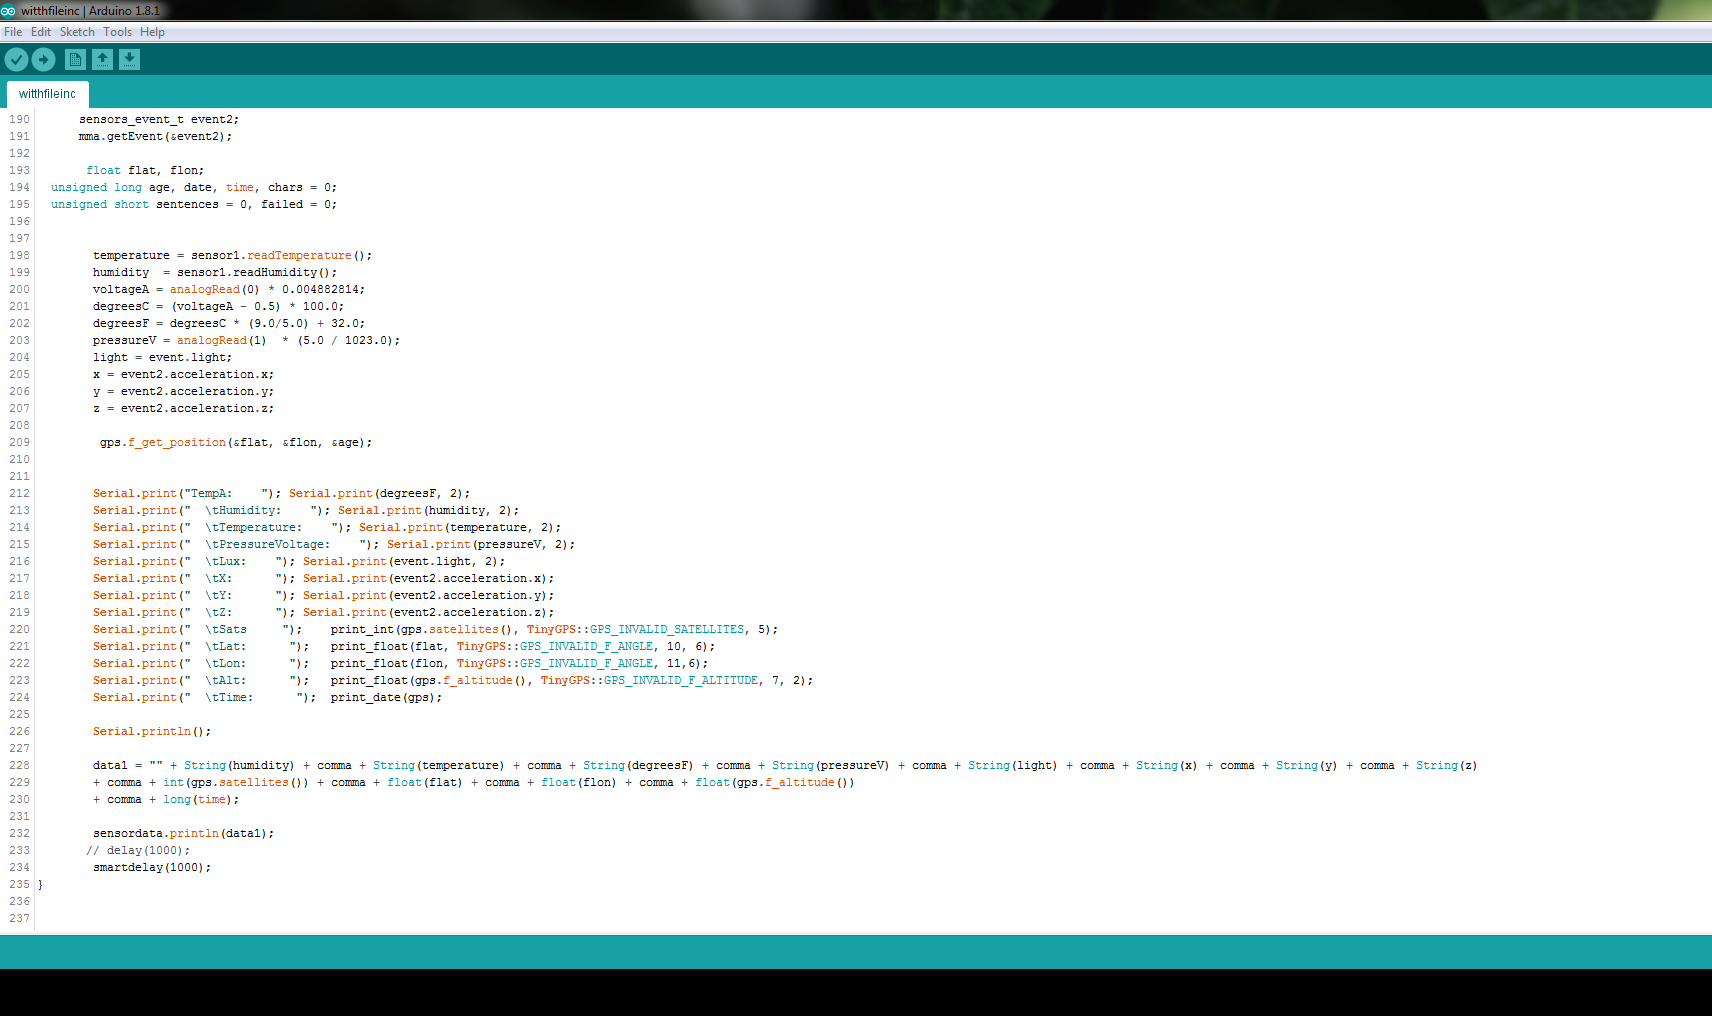 witthfileinc | Arduino 1.8.1
File Edit Sketch Tools Help
witthfileinc
190 sensors_event_t event2;
191 mma.getEvent(&event2);
192
193 float flat, flon;
194 unsigned long age, date, time, chars = 0;
195 unsigned short sentences = 0, failed = 0;
196
197
198 temperature = sensor1.readTemperature();
199 humidity  = sensor1.readHumidity();
200 voltageA = analogRead(0) * 0.004882814;
201 degreesC = (voltageA - 0.5) * 100.0;
202 degreesF = degreesC * (9.0/5.0) + 32.0;
203 pressureV = analogRead(1)  * (5.0 / 1023.0);
204 light = event.light;
205 x = event2.acceleration.x;
206 y = event2.acceleration.y;
207 z = event2.acceleration.z;
208
209 gps.f_get_position(&flat, &flon, &age);
210
211
212 Serial.print("TempA:    "); Serial.print(degreesF, 2);
213 Serial.print("  \tHumidity:    "); Serial.print(humidity, 2);
214 Serial.print("  \tTemperature:    "); Serial.print(temperature, 2);
215 Serial.print("  \tPressureVoltage:    "); Serial.print(pressureV, 2);
216 Serial.print("  \tLux:    "); Serial.print(event.light, 2);
217 Serial.print("  \tX:      "); Serial.print(event2.acceleration.x);
218 Serial.print("  \tY:      "); Serial.print(event2.acceleration.y);
219 Serial.print("  \tZ:      "); Serial.print(event2.acceleration.z);
220 Serial.print("  \tSats     ");    print_int(gps.satellites(), TinyGPS::GPS_INVALID_SATELLITES, 5);
221 Serial.print("  \tLat:      ");   print_float(flat, TinyGPS::GPS_INVALID_F_ANGLE, 10, 6);
222 Serial.print("  \tLon:      ");   print_float(flon, TinyGPS::GPS_INVALID_F_ANGLE, 11,6);
223 Serial.print("  \tAlt:      ");   print_float(gps.f_altitude(), TinyGPS::GPS_INVALID_F_ALTITUDE, 7, 2);
224 Serial.print("  \tTime:      ");  print_date(gps);
225
226 Serial.println();
227
228 data1 = "" + String(humidity) + comma + String(temperature) + comma + String(degreesF) + comma + String(pressureV) + comma + String(light) + comma + String(x) + comma + String(y) + comma + String(z)
229 + comma + int(gps.satellites()) + comma + float(flat) + comma + float(flon) + comma + float(gps.f_altitude())
230 + comma + long(time);
231
232 sensordata.println(data1);
233 // delay(1000);
234 smartdelay(1000);
235 }
236
237